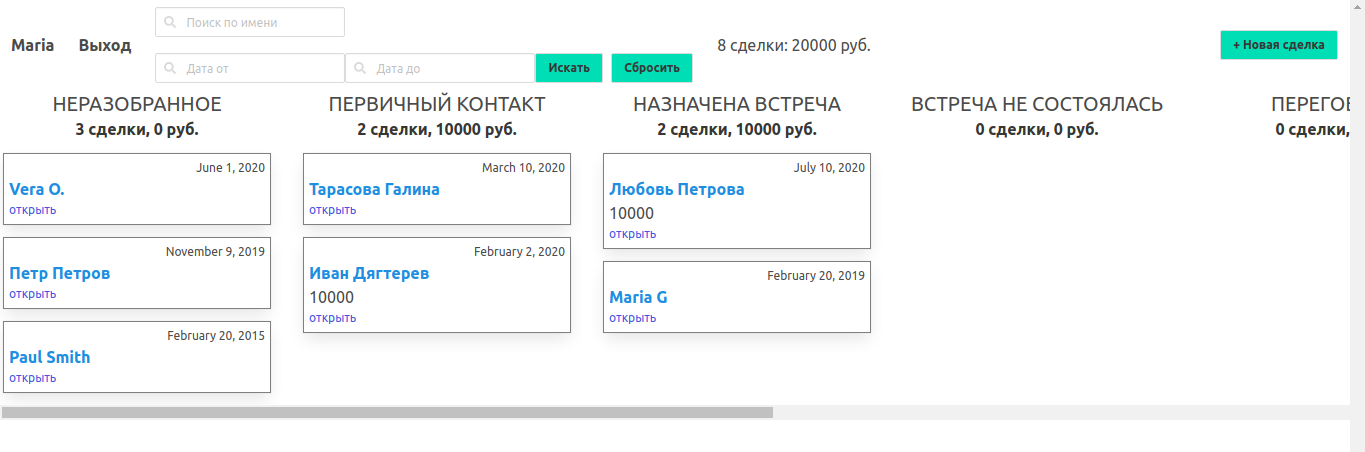 Поиск по имени
Maria Выход 8 сделки: 20000 руб. + Новая сделка
Дата от Дата до Искать Сбросить
НЕРАЗОБРАННОЕ
3 сделки, 0 руб.
June 1, 2020
Vera O.
открыть
November 9, 2019
Петр Петров
открыть
February 20, 2015
Paul Smith
открыть
ПЕРВИЧНЫЙ КОНТАКТ
2 сделки, 10000 руб.
March 10, 2020
Тарасова Галина
открыть
February 2, 2020
Иван Дягтерев
10000
открыть
НАЗНАЧЕНА ВСТРЕЧА
2 сделки, 10000 руб.
July 10, 2020
Любовь Петрова
10000
открыть
February 20, 2019
Maria G
открыть
ВСТРЕЧА НЕ СОСТОЯЛАСЬ
0 сделки, 0 руб.
0 сделки,